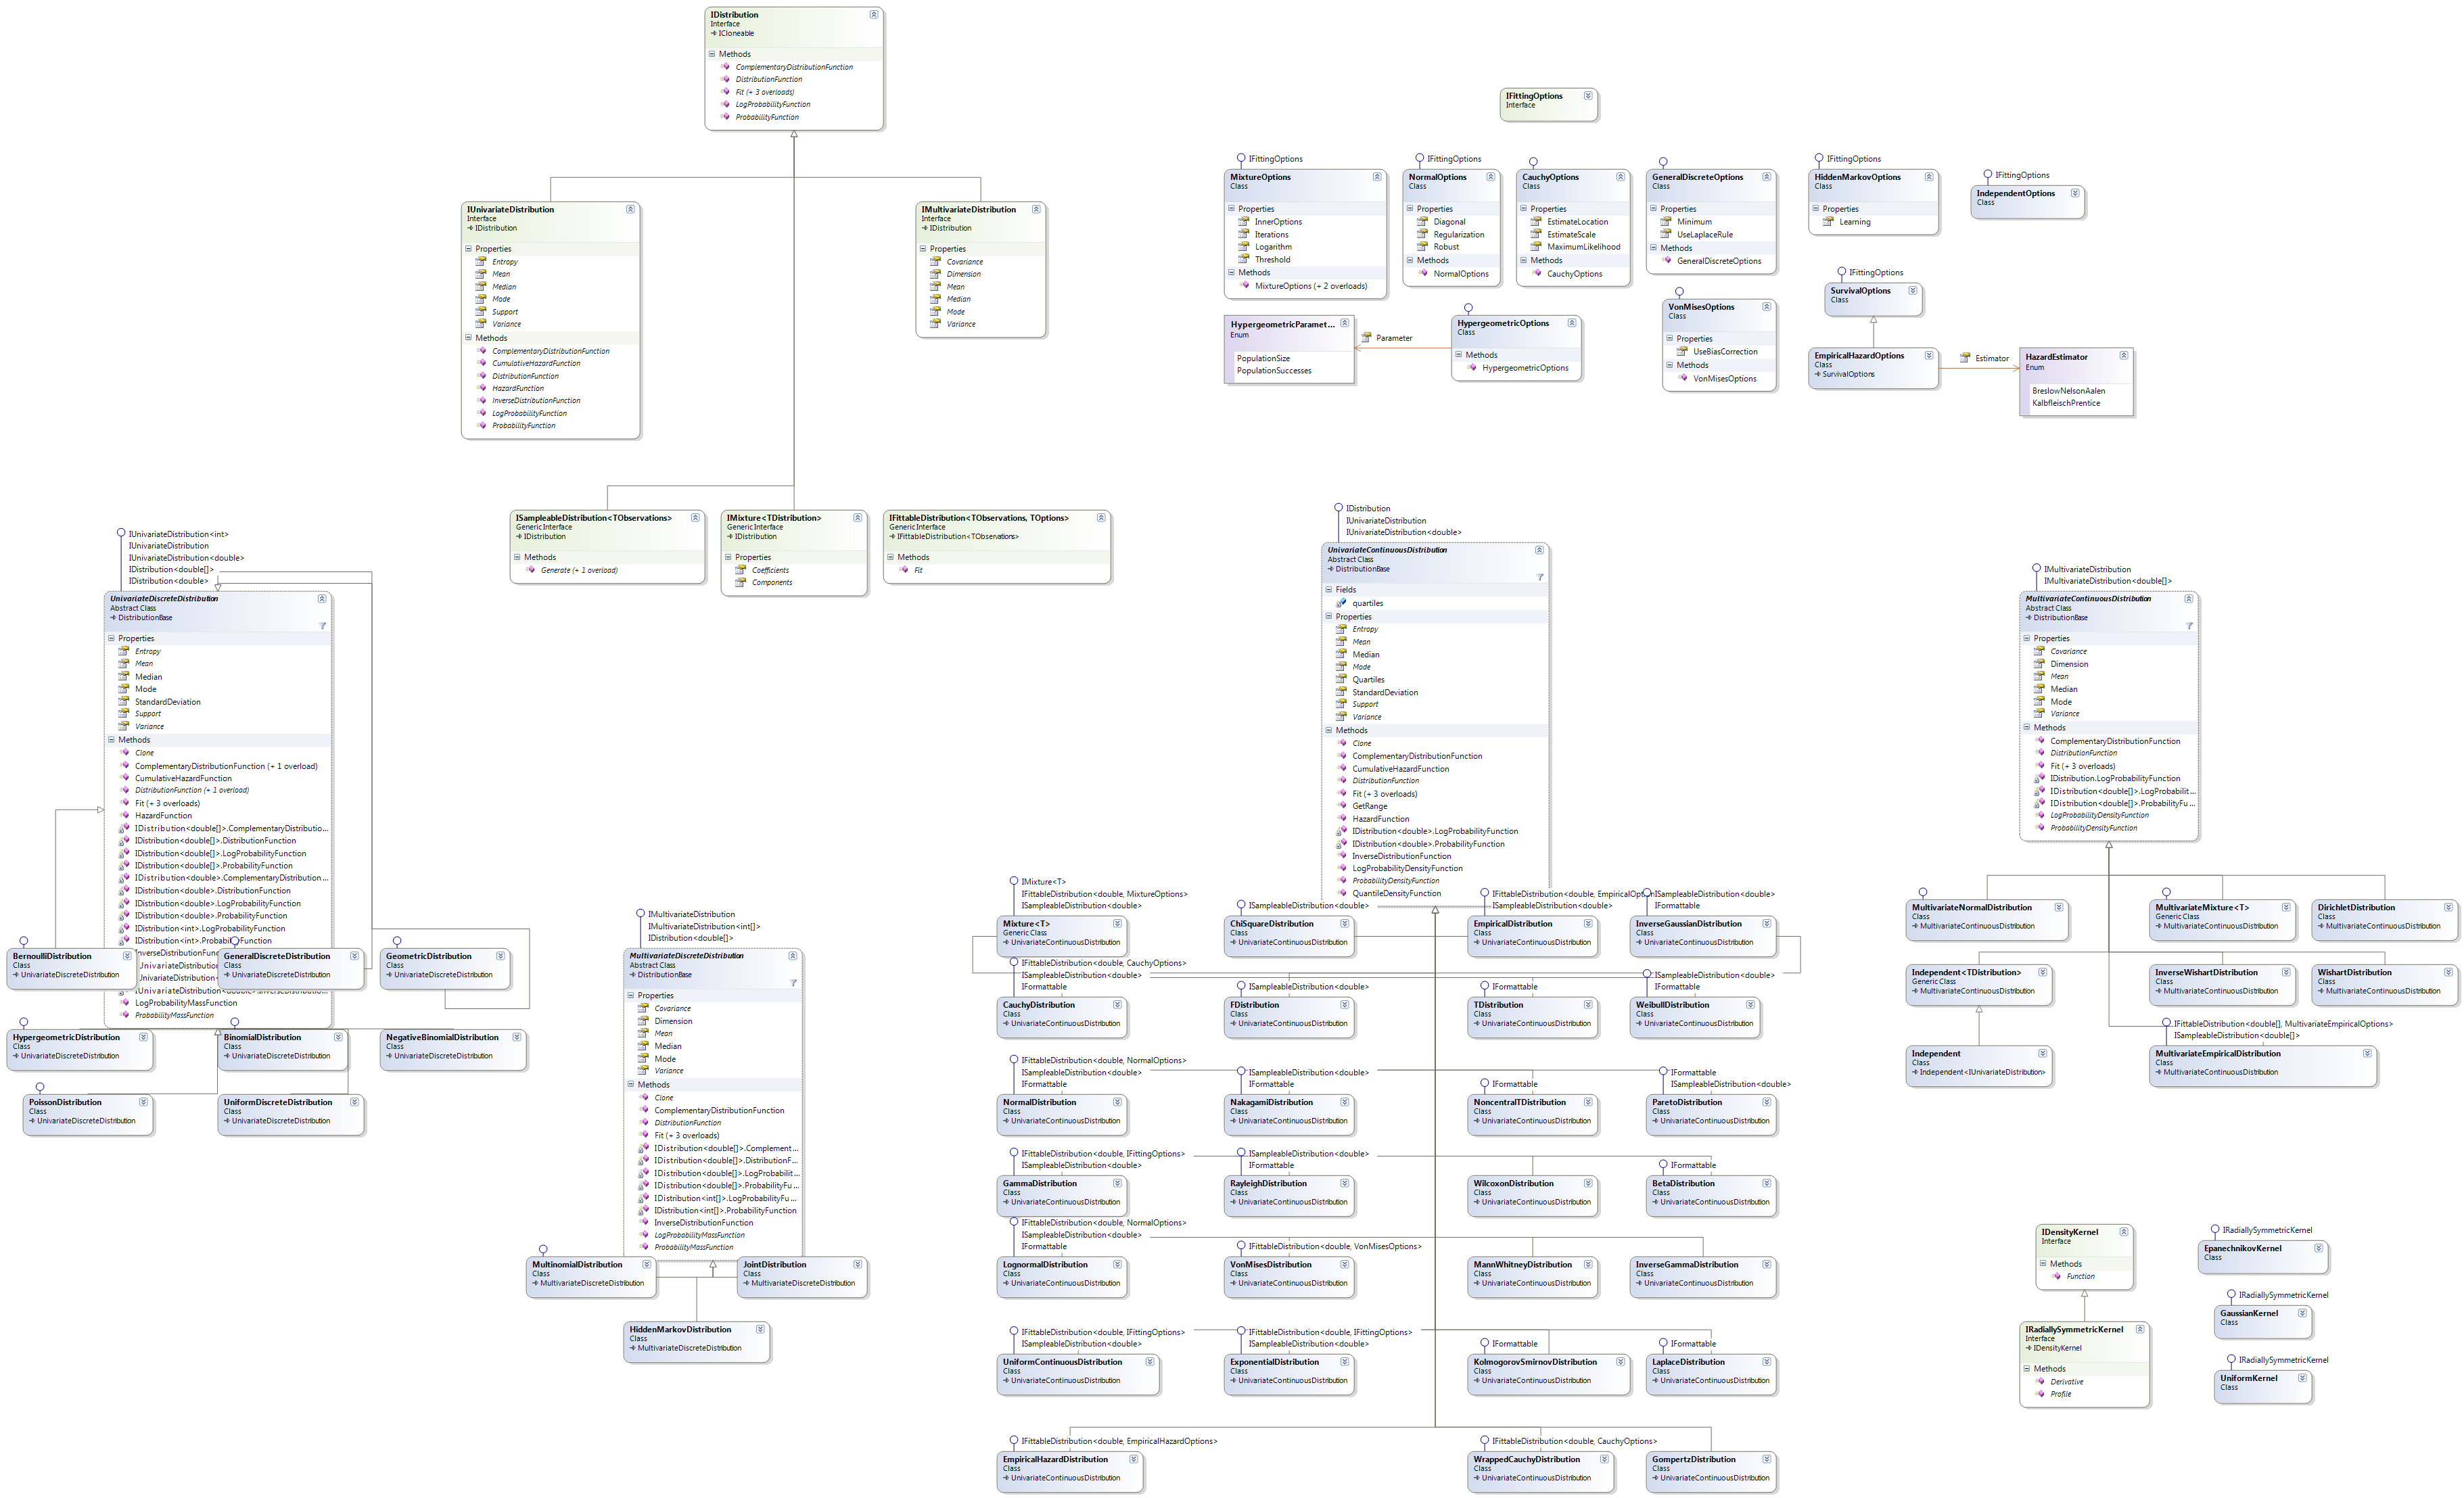 IDistribution
Interface
ICloneable
Methods
ComplementaryDistributionFunction
DistributionFunction
Fit (+ 3 overloads)
LogProbabilityFunction
ProbabilityFunction
IUnivariateDistribution
Interface
IDistribution
Properties
Entropy
Mean
Median
Mode
Support
Variance
Methods
ComplementaryDistributionFunction
CumulativeHazardFunction
DistributionFunction
HazardFunction
InverseDistributionFunction
LogProbabilityFunction
ProbabilityFunction
IMultivariateDistribution
Interface
IDistribution
Properties
Covariance
Dimension
Mean
Median
Mode
Variance
IFittingOptions
Interface
IFittingOptions
MixtureOptions
Class
Properties
InnerOptions
Iterations
Logarithm
Threshold
Methods
MixtureOptions (+ 2 overloads)
IFittingOptions
NormalOptions
Class
Properties
Diagonal
Regularization
Robust
Methods
NormalOptions
CauchyOptions
Class
Properties
EstimateLocation
EstimateScale
MaximumLikelihood
Methods
CauchyOptions
GeneralDiscreteOptions
Class
Properties
Minimum
UseLaplaceRule
Methods
GeneralDiscreteOptions
IFittingOptions
HiddenMarkovOptions
Class
Properties
Learning
IFittingOptions
IndependentOptions
Class
HypergeometricParamet...
Enum
PopulationSize
PopulationSuccesses
Parameter
HypergeometricOptions
Class
Methods
HypergeometricOptions
VonMisesOptions
Class
Properties
UseBiasCorrection
Methods
VonMisesOptions
IFittingOptions
SurvivalOptions
Class
EmpiricalHazardOptions
Class
SurvivalOptions
Estimator
HazardEstimator
Enum
BreslowNelsonAalen
KalbfleischPrentice
ISampleableDistribution<TObservations>
Generic Interface
IDistribution
Methods
Generate (+ 1 overload)
IMixture<TDistribution>
Generic Interface
IDistribution
Properties
Coefficients
Components
IFittableDistribution<TObservations, TOptions>
Generic Interface
IFittableDistribution<TObservations>
Methods
Fit
IUnivariateDistribution<int>
IUnivariateDistribution
IUnivariateDistribution<double>
IDistribution<double[]>
IDistribution<double>
UnivariateDiscreteDistribution
Abstract Class
DistributionBase
Properties
Entropy
Mean
Median
Mode
StandardDeviation
Support
Variance
Methods
Clone
ComplementaryDistributionFunction (+ 1 overload)
CumulativeHazardFunction
DistributionFunction (+ 1 overload)
Fit (+ 3 overloads)
HazardFunction
IDistribution<double[]>.ComplementaryDistributio...
IDistribution<double[]>.DistributionFunction
IDistribution<double[]>.LogProbabilityFunction
IDistribution<double[]>.ProbabilityFunction
IDistribution<double>.ComplementaryDistribution...
IDistribution<double>.DistributionFunction
IDistribution<double>.LogProbabilityFunction
IDistribution<double>.ProbabilityFunction
IDistribution<int>.LogProbabilityFunction
IDistribution<int>.ProbabilityFunction
LogProbabilityMassFunction
ProbabilityMassFunction
BernoulliDistribution
Class
UnivariateDiscreteDistribution
GeneralDiscreteDistribution
Class
UnivariateDiscreteDistribution
GeometricDistribution
Class
UnivariateDiscreteDistribution
HypergeometricDistribution
Class
UnivariateDiscreteDistribution
BinomialDistribution
Class
UnivariateDiscreteDistribution
NegativeBinomialDistribution
Class
UnivariateDiscreteDistribution
PoissonDistribution
Class
UnivariateDiscreteDistribution
UniformDiscreteDistribution
Class
UnivariateDiscreteDistribution
IMultivariateDistribution
IMultivariateDistribution<int[]>
IDistribution<double[]>
MultivariateDiscreteDistribution
Abstract Class
DistributionBase
Properties
Covariance
Dimension
Mean
Median
Mode
Variance
Methods
Clone
ComplementaryDistributionFunction
DistributionFunction
Fit (+ 3 overloads)
IDistribution<double[]>.Complement...
IDistribution<double[]>.DistributionF...
IDistribution<double[]>.LogProbabilit...
IDistribution<double[]>.ProbabilityFu...
IDistribution<int[]>.LogProbabilityFu...
IDistribution<int[]>.ProbabilityFunction
InverseDistributionFunction
LogProbabilityMassFunction
ProbabilityMassFunction
MultinomialDistribution
Class
MultivariateDiscreteDistribution
JointDistribution
Class
MultivariateDiscreteDistribution
HiddenMarkovDistribution
Class
MultivariateDiscreteDistribution
IDistribution
IUnivariateDistribution
IUnivariateDistribution<double>
UnivariateContinuousDistribution
Abstract Class
DistributionBase
Fields
quartiles
Properties
Entropy
Mean
Median
Mode
Quartiles
StandardDeviation
Support
Variance
Methods
Clone
ComplementaryDistributionFunction
CumulativeHazardFunction
DistributionFunction
Fit (+ 3 overloads)
GetRange
HazardFunction
IDistribution<double>.LogProbabilityFunction
IDistribution<double>.ProbabilityFunction
InverseDistributionFunction
LogProbabilityDensityFunction
ProbabilityDensityFunction
QuantileDensityFunction
IMixture<T>
IFittableDistribution<double, MixtureOptions>
ISampleableDistribution<double>
Mixture<T>
Generic Class
UnivariateContinuousDistribution
ISampleableDistribution<double>
ChiSquareDistribution
Class
UnivariateContinuousDistribution
IFittableDistribution<double, EmpiricalOpti
ISampleableDistribution<double>
EmpiricalDistribution
Class
UnivariateContinuousDistribution
ISampleableDistribution<double>
IFormattable
InverseGaussianDistribution
Class
UnivariateContinuousDistribution
IFittableDistribution<double, CauchyOptions>
ISampleableDistribution<double>
IFormattable
CauchyDistribution
Class
UnivariateContinuousDistribution
ISampleableDistribution<double>
FDistribution
Class
UnivariateContinuousDistribution
IFormattable
TDistribution
Class
UnivariateContinuousDistribution
ISampleableDistribution<double>
IFormattable
WeibullDistribution
Class
UnivariateContinuousDistribution
IFittableDistribution<double, NormalOptions>
ISampleableDistribution<double>
IFormattable
NormalDistribution
Class
UnivariateContinuousDistribution
ISampleableDistribution<double>
IFormattable
NakagamiDistribution
Class
UnivariateContinuousDistribution
IFormattable
NoncentralTDistribution
Class
UnivariateContinuousDistribution
IFormattable
ISampleableDistribution<double>
ParetoDistribution
Class
UnivariateContinuousDistribution
IFittableDistribution<double, IFittingOptions>
ISampleableDistribution<double>
GammaDistribution
Class
UnivariateContinuousDistribution
ISampleableDistribution<double>
IFormattable
RayleighDistribution
Class
UnivariateContinuousDistribution
WilcoxonDistribution
Class
UnivariateContinuousDistribution
IFormattable
BetaDistribution
Class
UnivariateContinuousDistribution
IFittableDistribution<double, NormalOptions>
ISampleableDistribution<double>
IFormattable
LognormalDistribution
Class
UnivariateContinuousDistribution
IFittableDistribution<double, VonMisesOptions>
VonMisesDistribution
Class
UnivariateContinuousDistribution
MannWhitneyDistribution
Class
UnivariateContinuousDistribution
InverseGammaDistribution
Class
UnivariateContinuousDistribution
IFittableDistribution<double, IFittingOptions>
ISampleableDistribution<double>
UniformContinuousDistribution
Class
UnivariateContinuousDistribution
IFittableDistribution<double, IFittingOptions>
ISampleableDistribution<double>
ExponentialDistribution
Class
UnivariateContinuousDistribution
IFormattable
KolmogorovSmirnovDistribution
Class
UnivariateContinuousDistribution
IFormattable
LaplaceDistribution
Class
UnivariateContinuousDistribution
IFittableDistribution<double, EmpiricalHazardOptions>
EmpiricalHazardDistribution
Class
UnivariateContinuousDistribution
IFittableDistribution<double, CauchyOptions>
WrappedCauchyDistribution
Class
UnivariateContinuousDistribution
GompertzDistribution
Class
UnivariateContinuousDistribution
IMultivariateDistribution
IMultivariateDistribution<double[]>
MultivariateContinuousDistribution
Abstract Class
DistributionBase
Properties
Covariance
Dimension
Mean
Median
Mode
Variance
Methods
ComplementaryDistributionFunction
DistributionFunction
Fit (+ 3 overloads)
IDistribution.LogProbabilityFunction
IDistribution<double[]>.LogProbabilit...
IDistribution<double[]>.ProbabilityFu...
LogProbabilityDensityFunction
ProbabilityDensityFunction
MultivariateNormalDistribution
Class
MultivariateContinuousDistribution
MultivariateMixture<T>
Generic Class
MultivariateContinuousDistribution
DirichletDistribution
Class
MultivariateContinuousDistribution
Independent<TDistribution>
Generic Class
MultivariateContinuousDistribution
InverseWishartDistribution
Class
MultivariateContinuousDistribution
WishartDistribution
Class
MultivariateContinuousDistribution
Independent
Class
Independent<IUnivariateDistribution>
IFittableDistribution<double[], MultivariateEmpiricalOptions>
ISampleableDistribution<double[]>
MultivariateEmpiricalDistribution
Class
MultivariateContinuousDistribution
IDensityKernel
Interface
Methods
Function
IRadiallySymmetricKernel
Interface
IDensityKernel
Methods
Derivative
Profile
IRadiallySymmetricKernel
EpanechnikovKernel
Class
IRadiallySymmetricKernel
GaussianKernel
Class
IRadiallySymmetricKernel
UniformKernel
Class